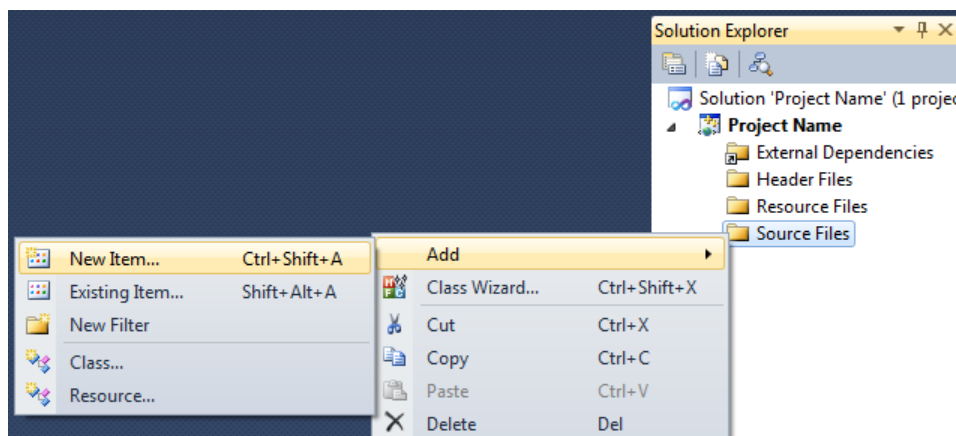 Solution Explorer
Solution 'Project Name' (1 projec
Project Name
External Dependencies
Header Files
Resource Files
Source Files
New Item... Ctrl+Shift+A
Existing Item... Shift+Alt+A
New Filter
Class...
Resource...
Add
Class Wizard... Ctrl+Shift+X
Cut Ctrl+X
Copy Ctrl+C
Paste Ctrl+V
Delete Del